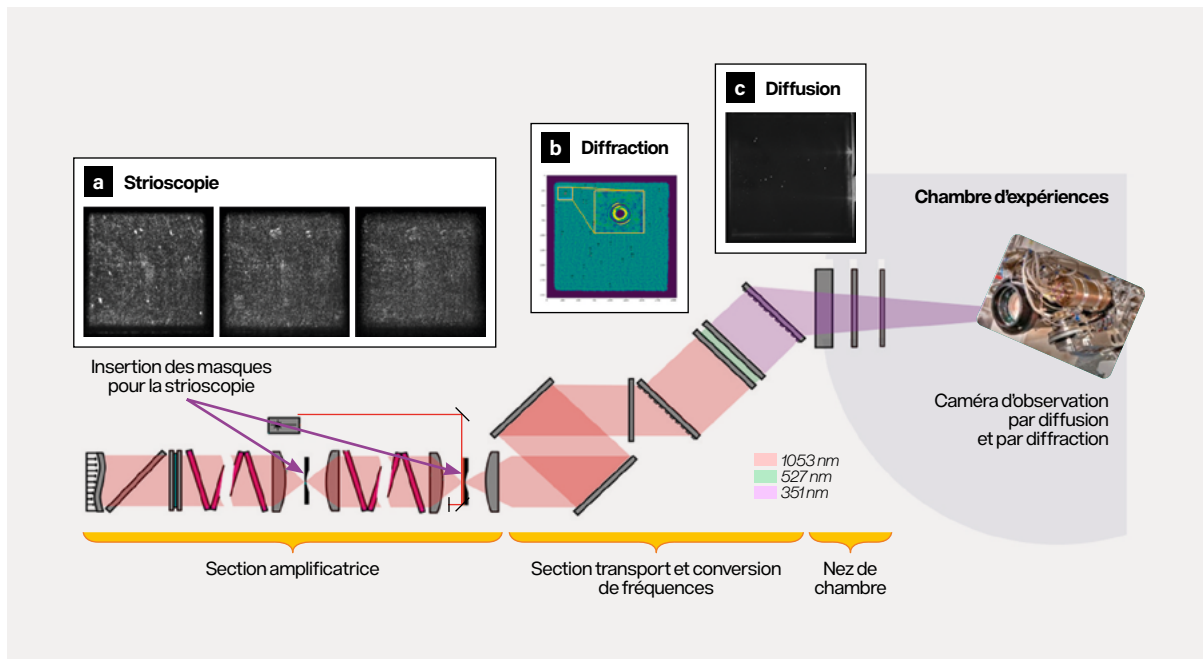 c Diffusion
b Diffraction
a Strioscopie
Chambre d'expériences
Insertion des masques
pour la strioscopie
Caméra d'observation
par diffusion
et par diffraction
1053 nm
527 nm
351 nm
Section amplificatrice
Section transport et conversion
de fréquences
Nez de
chambre